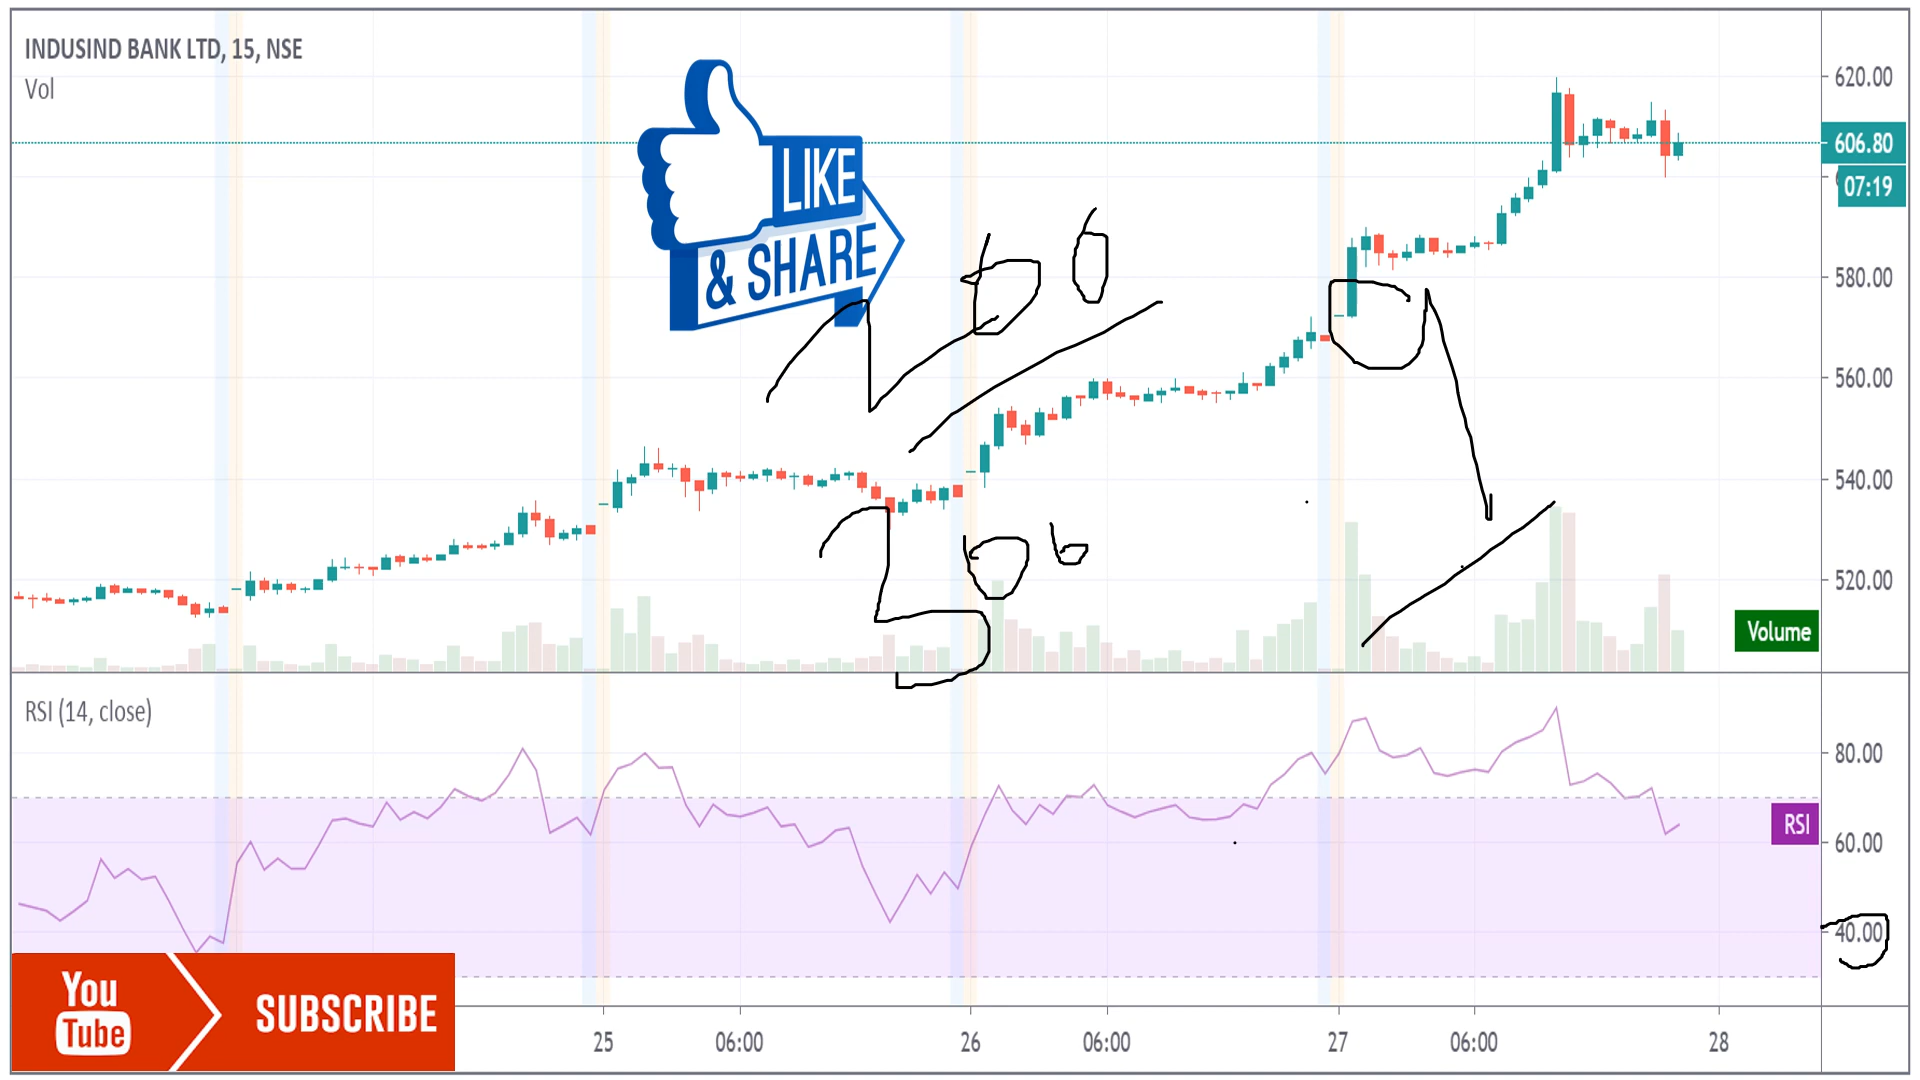 INDUSIND BANK LTD, 15, NSE
Vol
LIKE
& SHARE
620.00
606.80
07:19
580.00
560.00
540.00
520.00
Volume
RSI (14, close)
80.00
RSI
60.00
40.00
You
Tube
SUBSCRIBE
25 06:00 26 06:00 27 06:00 28